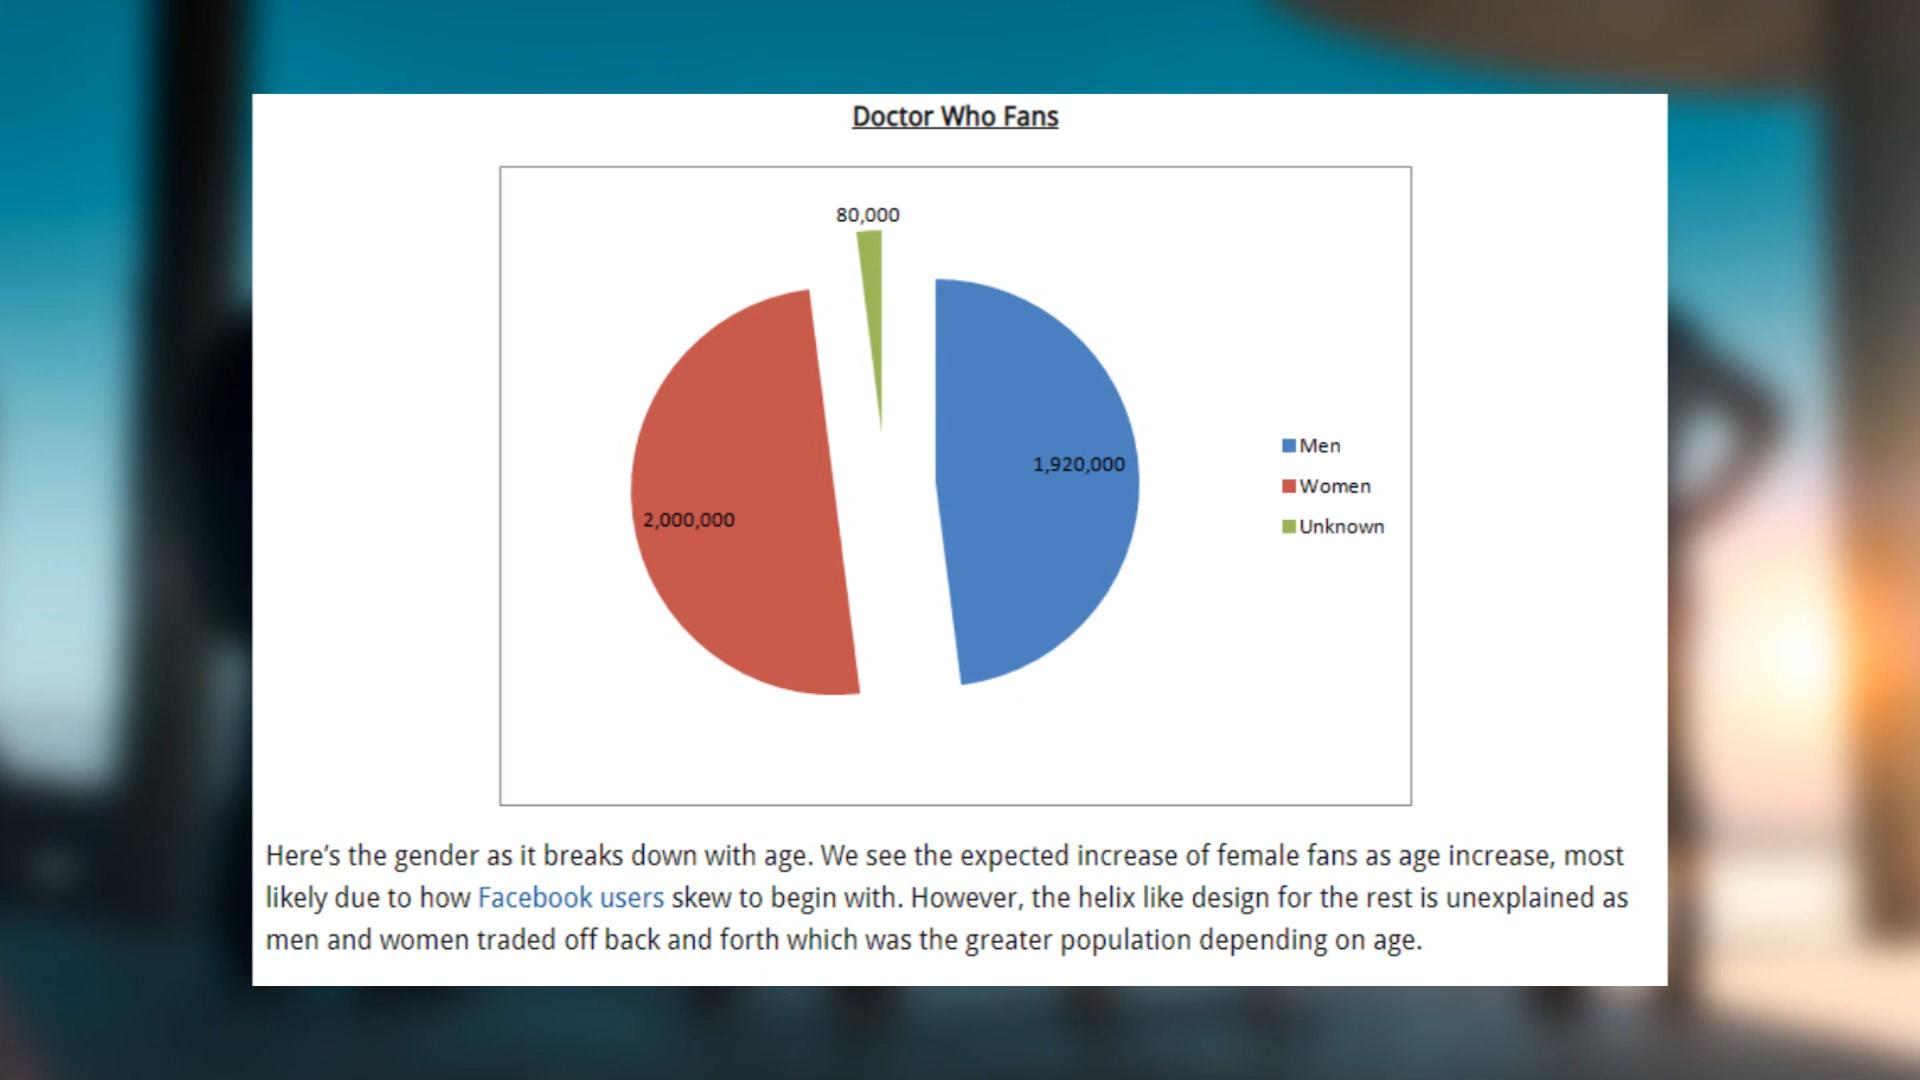 Doctor Who Fans
80,000
1,920,000
2,000,000
Men
Women
Unknown
Here’s the gender as it breaks down with age. We see the expected increase of female fans as age increase, most
likely due to how Facebook users skew to begin with. However, the helix like design for the rest is unexplained as
men and women traded off back and forth which was the greater population depending on age.